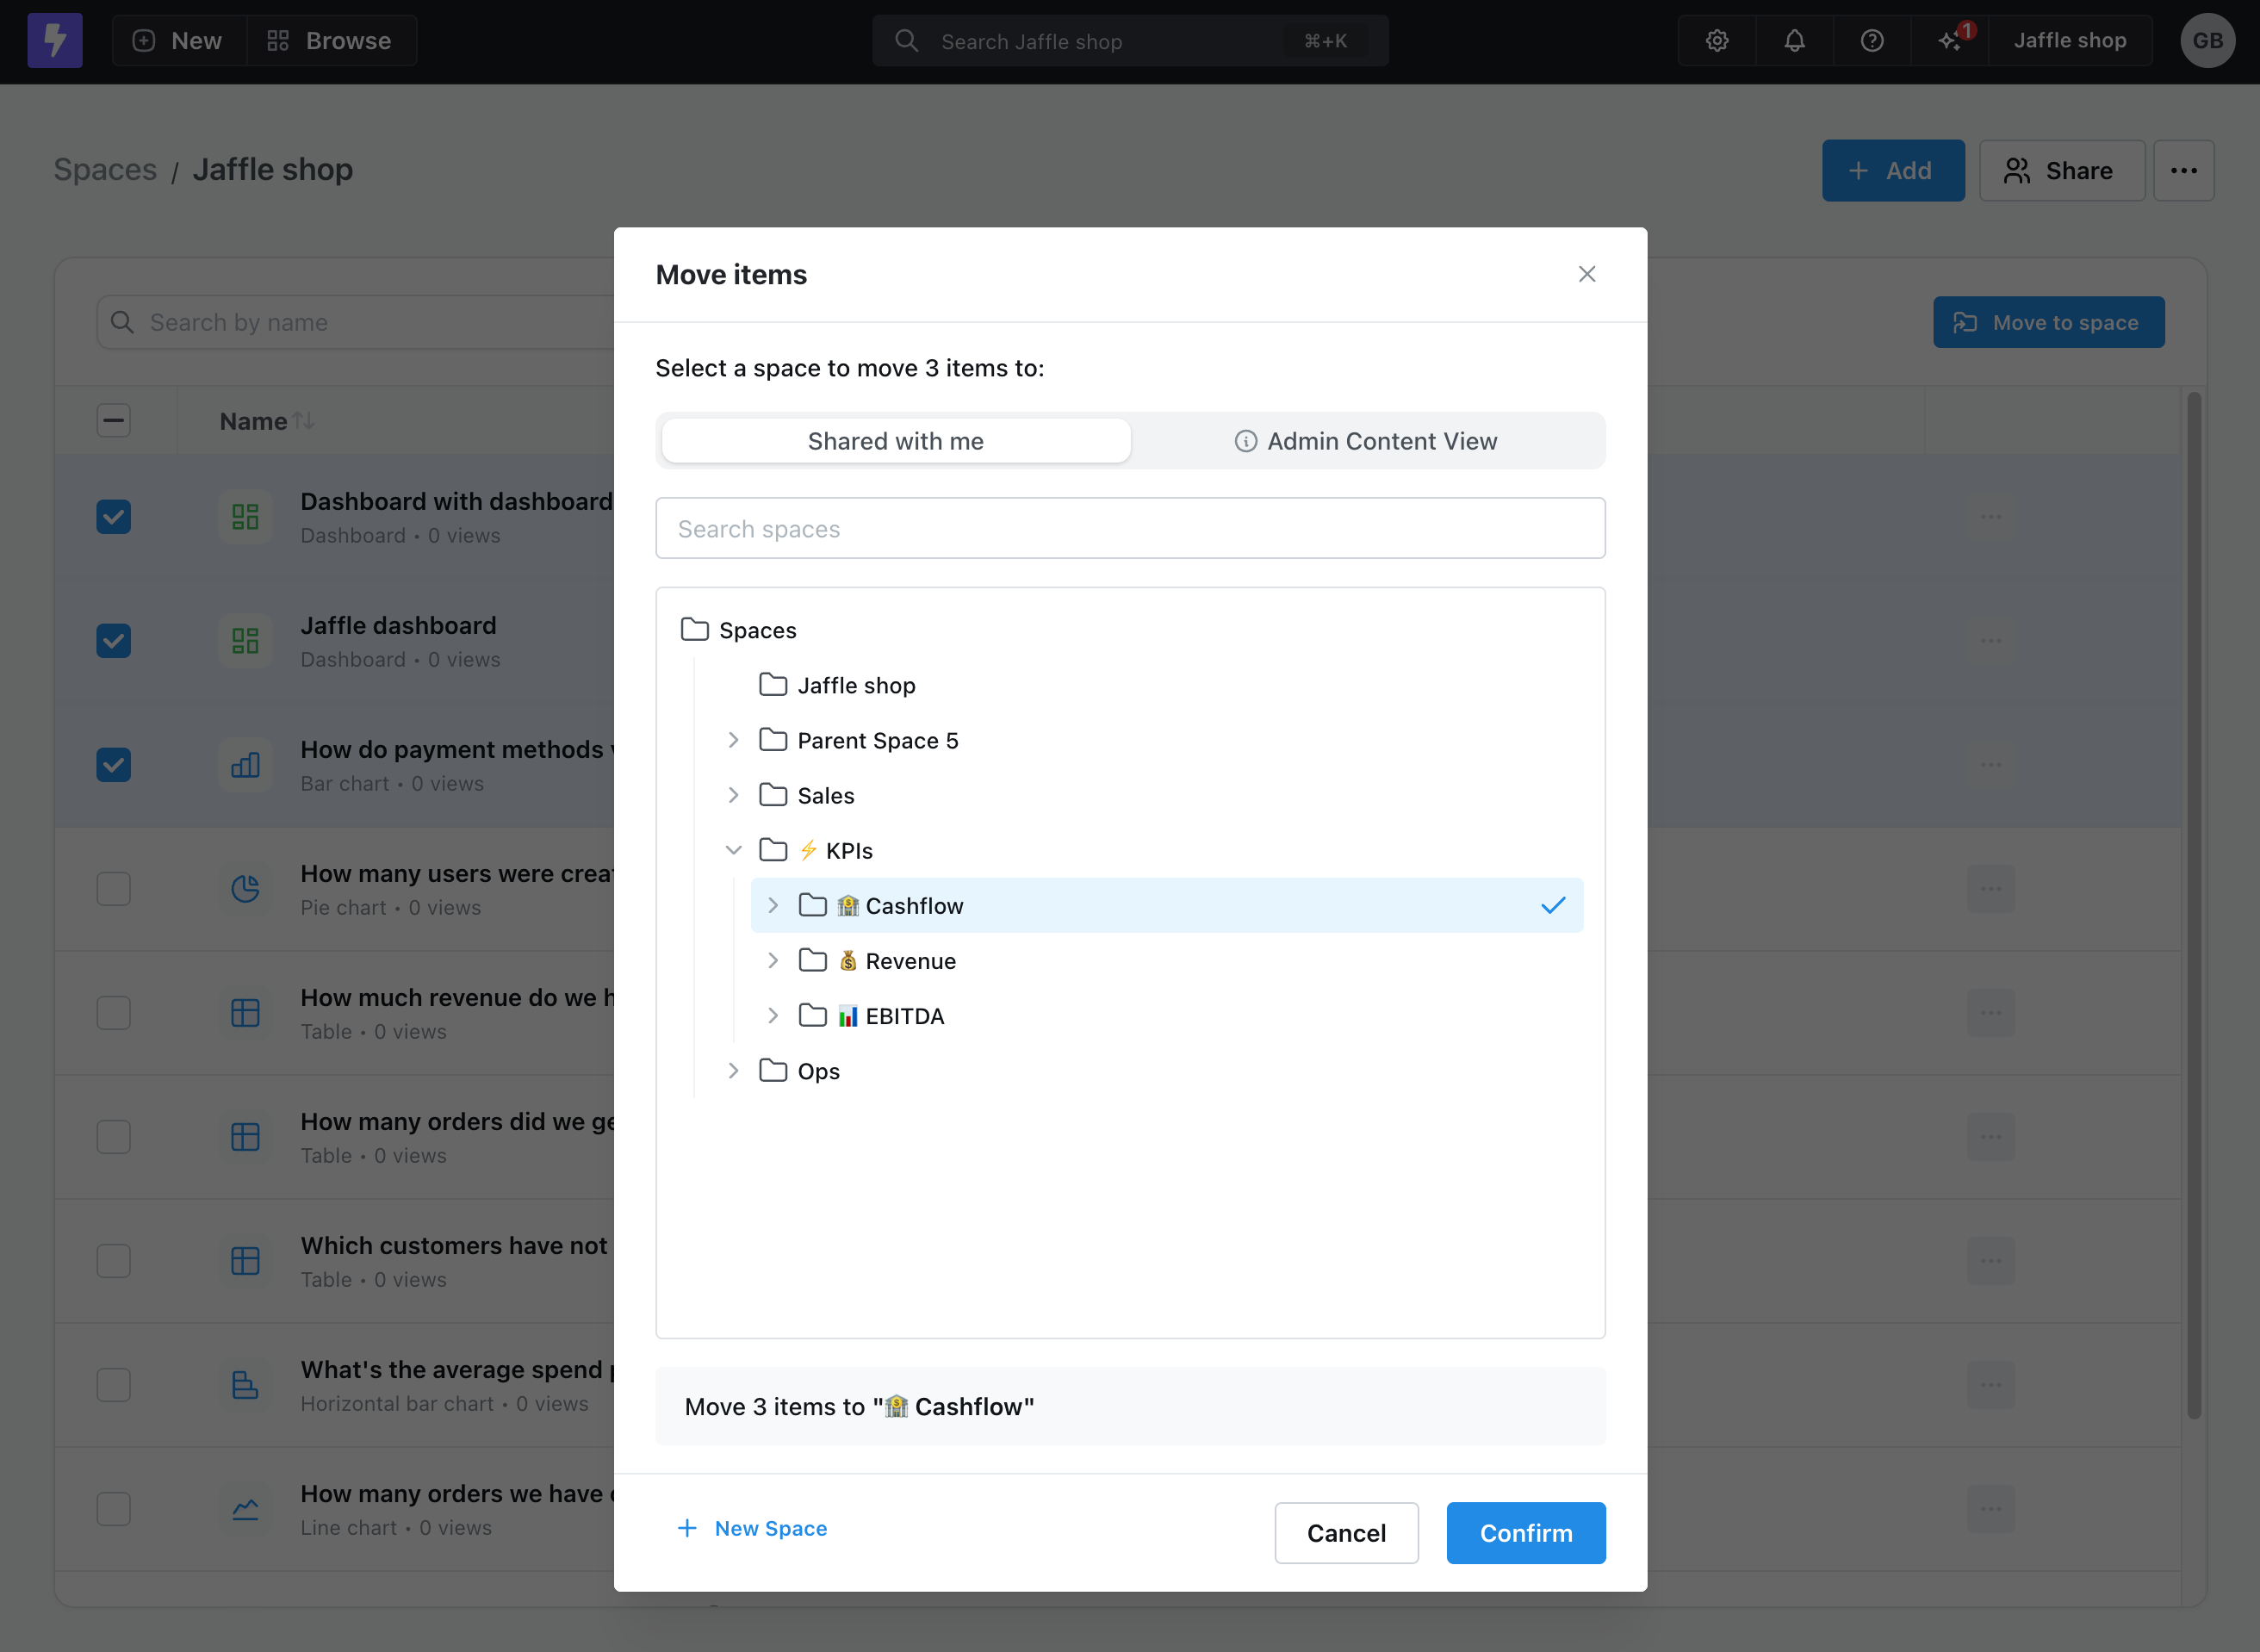 New
Browse
Search Jaffle shop
⌘+K
1
Jaffle shop
GB
Spaces / Jaffle shop
Add
Share
Search by name
Move to space
Name
Dashboard with dashboard
Dashboard • 0 views
Jaffle dashboard
Dashboard • 0 views
How do payment methods
Bar chart • 0 views
How many users were crea
Pie chart • 0 views
How much revenue do we h
Table • 0 views
How many orders did we ge
Table • 0 views
Which customers have not
Table • 0 views
What's the average spend
Horizontal bar chart • 0 views
How many orders we have
Line chart • 0 views
Move items
Select a space to move 3 items to:
Shared with me
Admin Content View
Search spaces
Spaces
Jaffle shop
Parent Space 5
Sales
⚡ KPIs
🏦 Cashflow
💰 Revenue
📊 EBITDA
Ops
Move 3 items to "🏦 Cashflow"
New Space
Cancel
Confirm